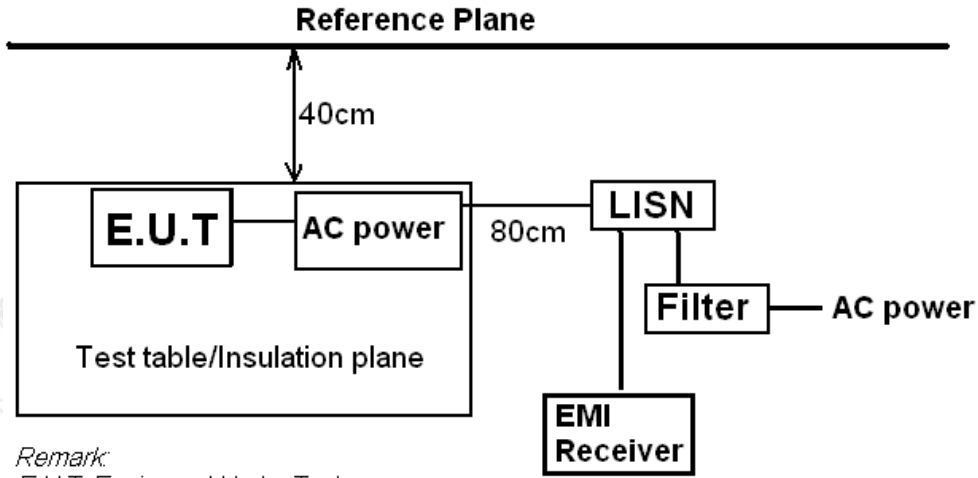 Reference Plane
40cm
E.U.T
AC power
80cm
LISN
Filter
AC power
Test table/Insulation plane
EMI
Receiver
Remark: